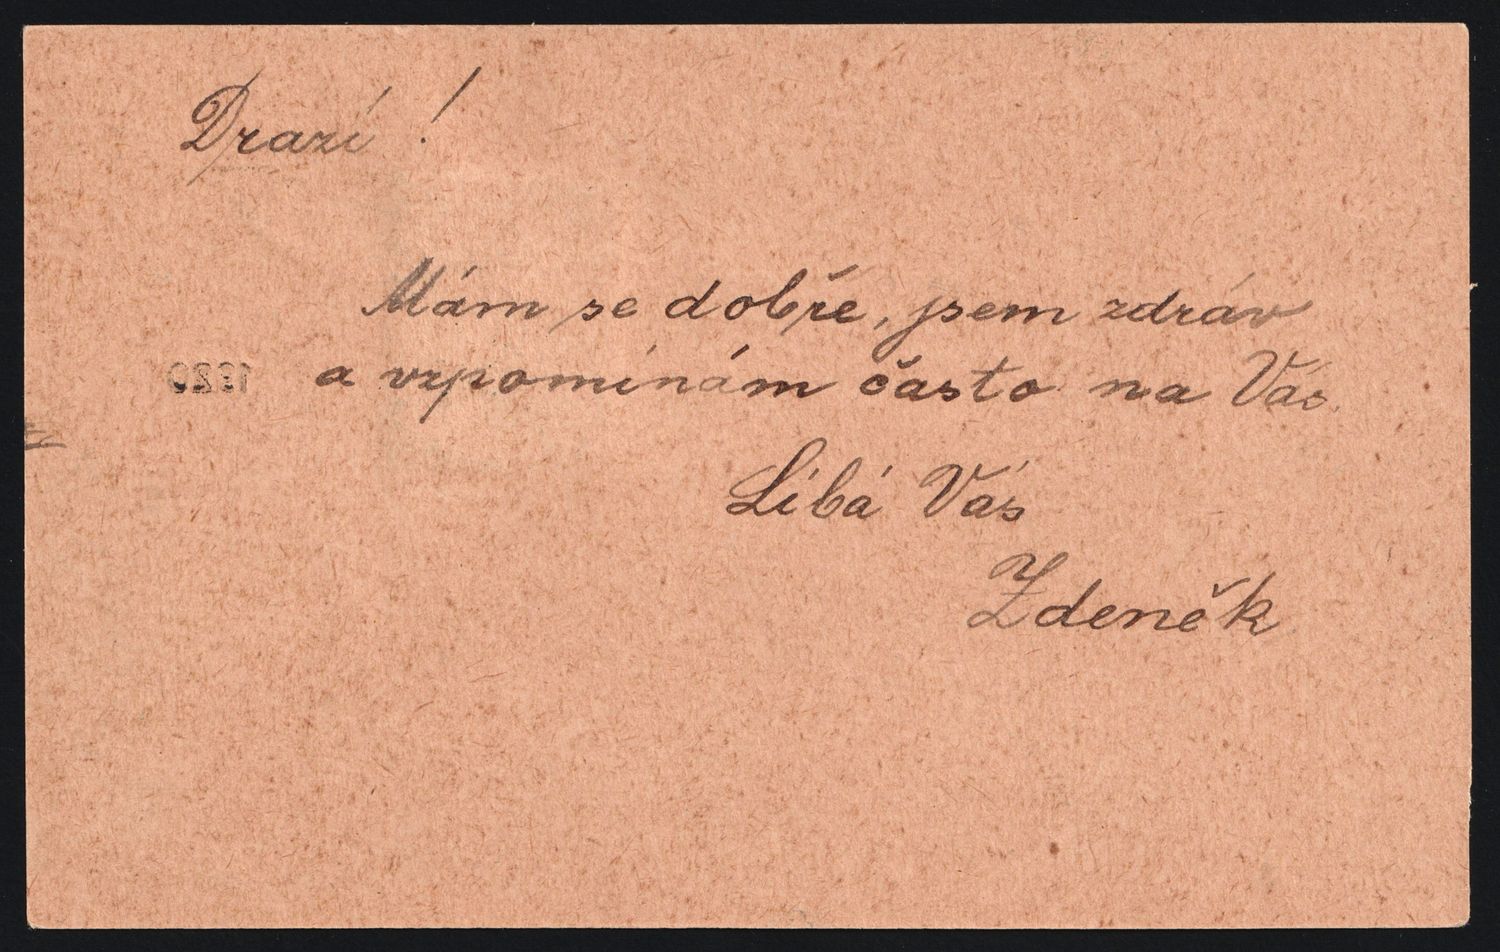 Drazí !
Mám se dobře, jsem zdráv
a vzpomínám často na Vás.
Líbá Vás
Zdeněk